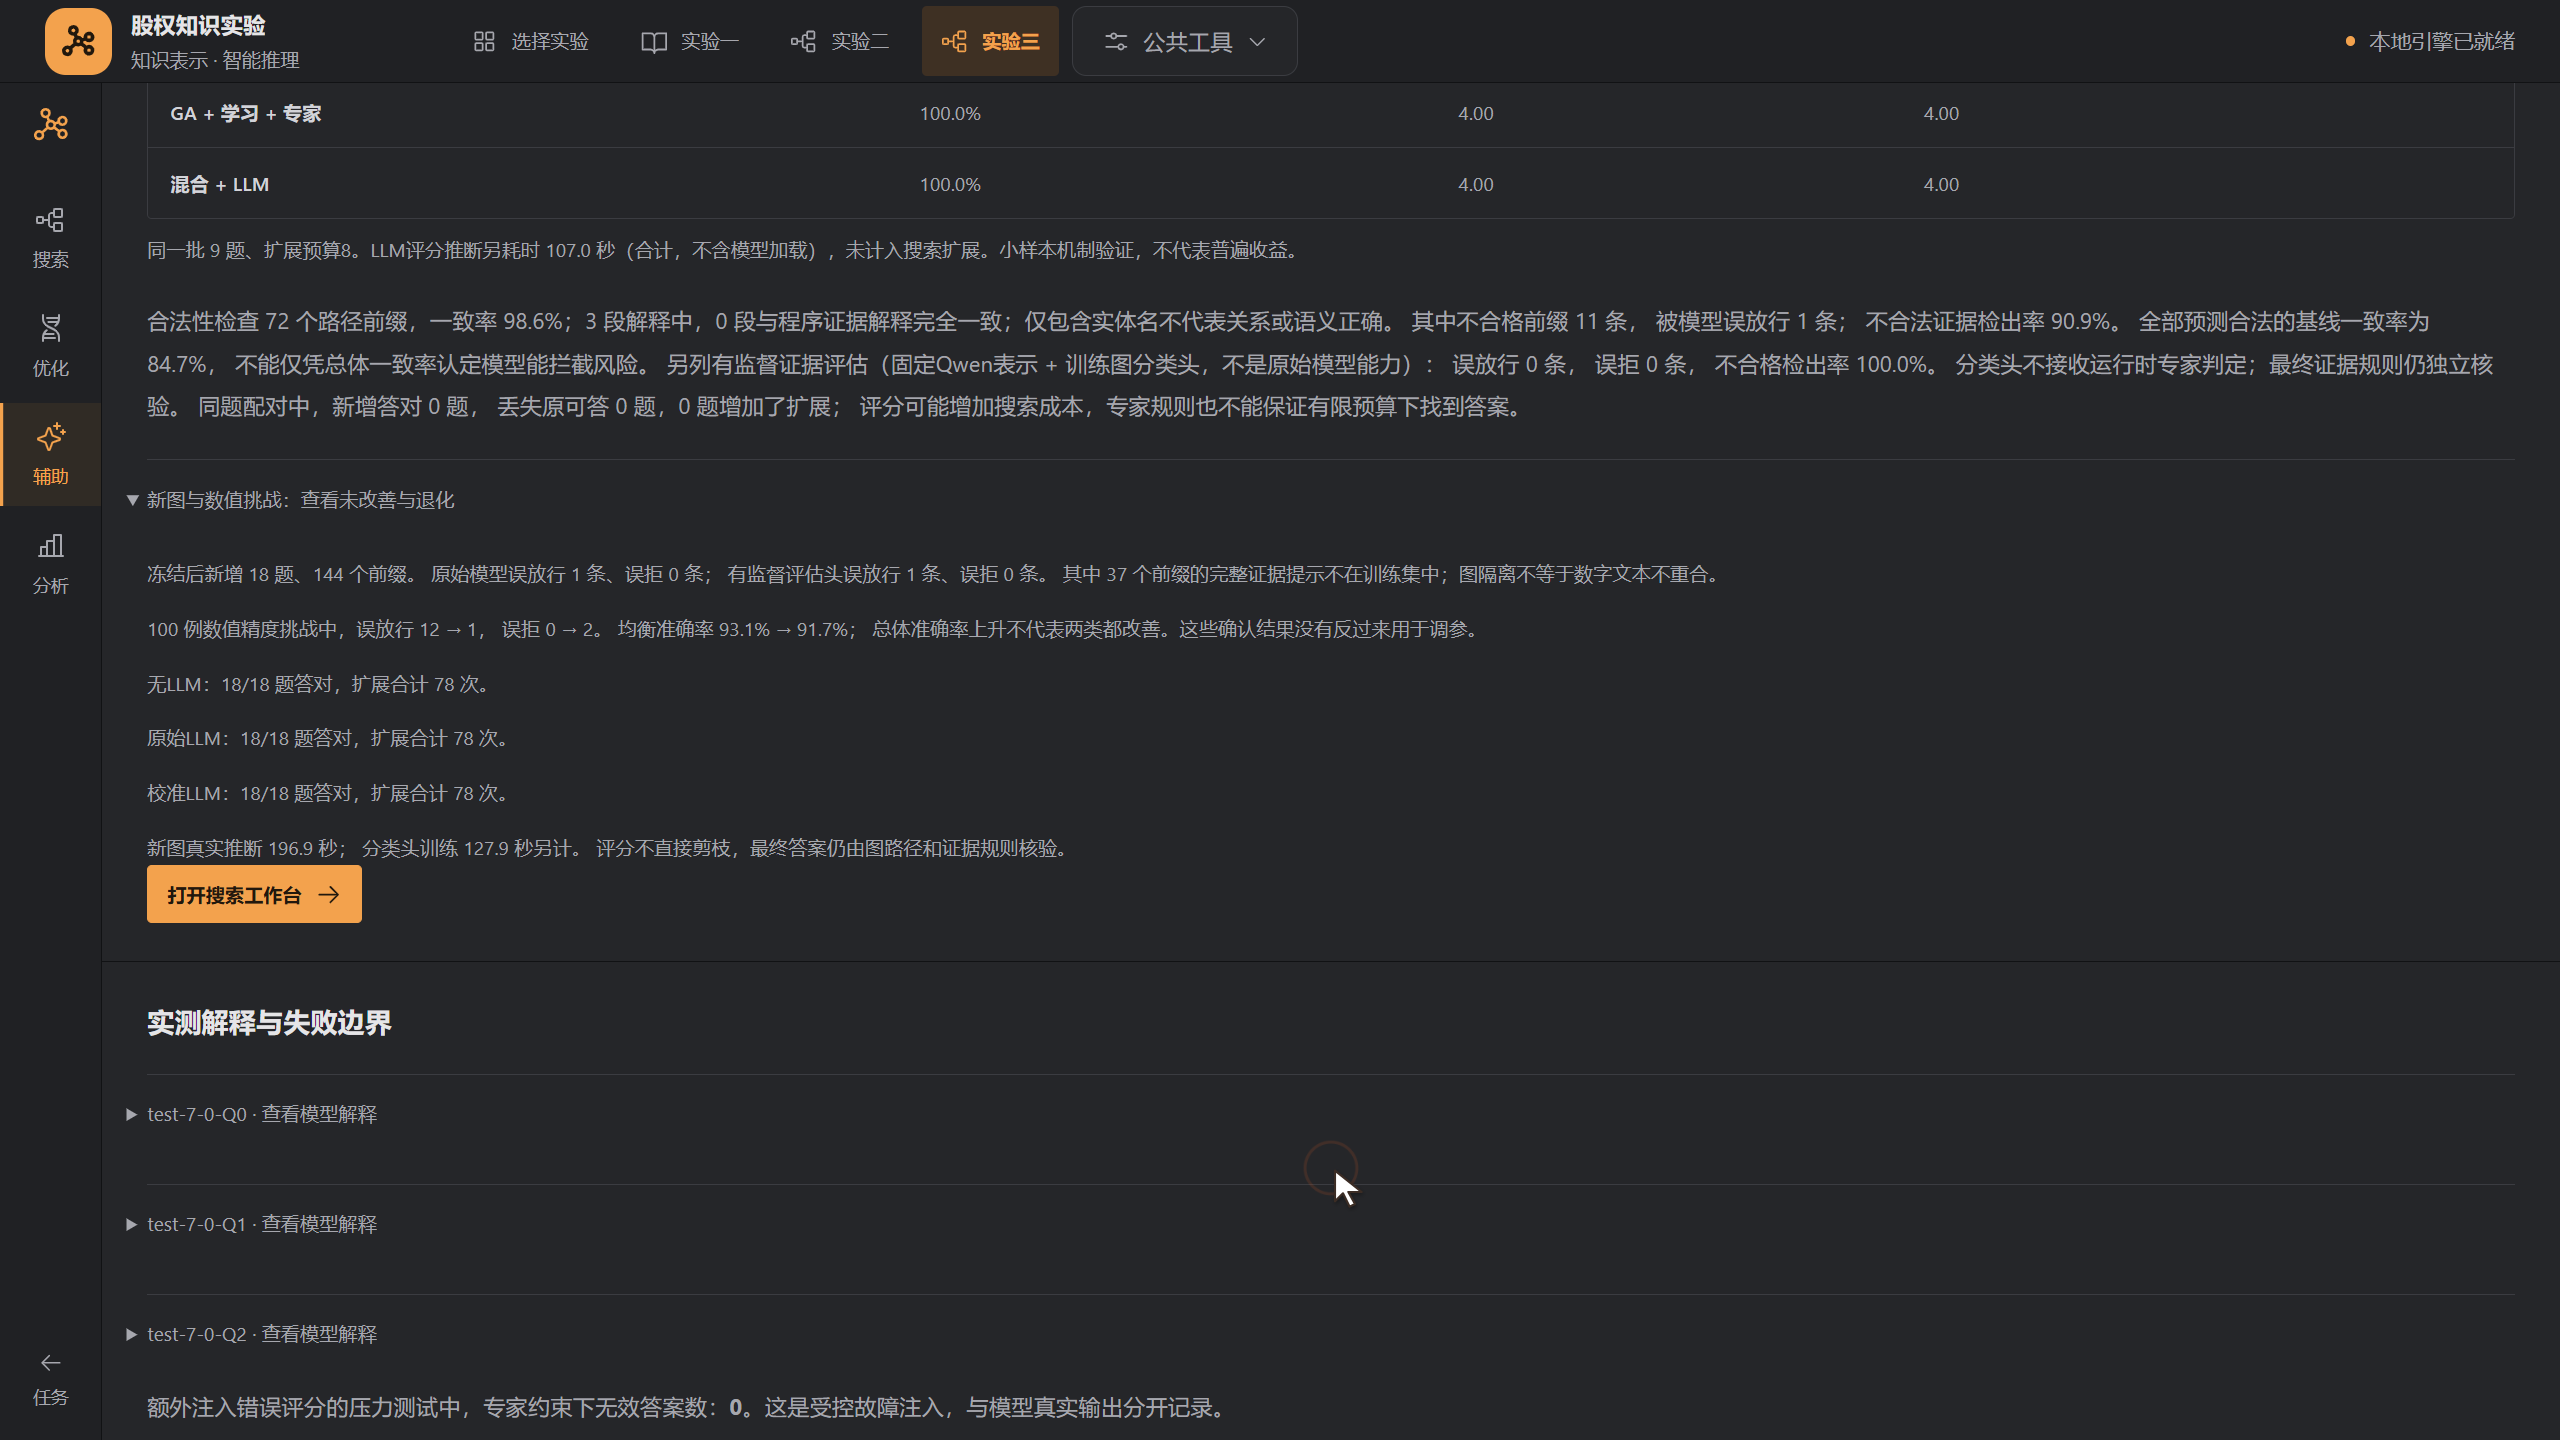 股权知识实验
知识表示 · 智能推理
选择实验
实验一
实验二
实验三
公共工具
本地引擎已就绪
搜索
优化
辅助
分析
任务
GA + 学习 + 专家 100.0% 4.00 4.00
混合 + LLM 100.0% 4.00 4.00
同一批 9 题、扩展预算8。LLM评分推断另耗时 107.0 秒（合计，不含模型加载），未计入搜索扩展。小样本机制验证，不代表普遍收益。
合法性检查 72 个路径前缀，一致率 98.6%；3 段解释中，0 段与程序证据解释完全一致；仅包含实体名不代表关系或语义正确。 其中不合格前缀 11 条， 被模型误放行 1 条； 不合法证据检出率 90.9%。 全部预测合法的基线一致率为
84.7%， 不能仅凭总体一致率认定模型能拦截风险。 另列有监督证据评估（固定Qwen表示 + 训练图分类头，不是原始模型能力）： 误放行 0 条， 误拒 0 条， 不合格检出率 100.0%。 分类头不接收运行时专家判定；最终证据规则仍独立核
验。 同题配对中，新增答对 0 题， 丢失原可答 0 题，0 题增加了扩展； 评分可能增加搜索成本，专家规则也不能保证有限预算下找到答案。
新图与数值挑战：查看未改善与退化
冻结后新增 18 题、144 个前缀。 原始模型误放行 1 条、误拒 0 条； 有监督评估头误放行 1 条、误拒 0 条。 其中 37 个前缀的完整证据提示不在训练集中；图隔离不等于数字文本不重合。
100 例数值精度挑战中，误放行 12 → 1， 误拒 0 → 2。 均衡准确率 93.1% → 91.7%； 总体准确率上升不代表两类都改善。这些确认结果没有反过来用于调参。
无LLM：18/18 题答对，扩展合计 78 次。
原始LLM：18/18 题答对，扩展合计 78 次。
校准LLM：18/18 题答对，扩展合计 78 次。
新图真实推断 196.9 秒； 分类头训练 127.9 秒另计。 评分不直接剪枝，最终答案仍由图路径和证据规则核验。
打开搜索工作台
实测解释与失败边界
test-7-0-Q0 · 查看模型解释
test-7-0-Q1 · 查看模型解释
test-7-0-Q2 · 查看模型解释
额外注入错误评分的压力测试中，专家约束下无效答案数：0。这是受控故障注入，与模型真实输出分开记录。